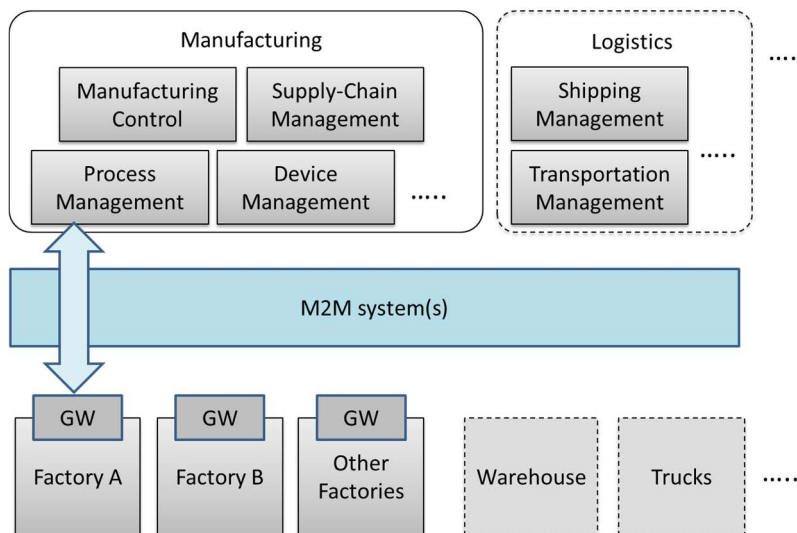 Manufacturing
Manufacturing
Control
Supply-Chain
Management
Process
Management
Device
Management
.....
Logistics
Shipping
Management
Transportation
Management
.....
.....
M2M system(s)
GW
Factory A
GW
Factory B
GW
Other
Factories
Warehouse
Trucks
.....